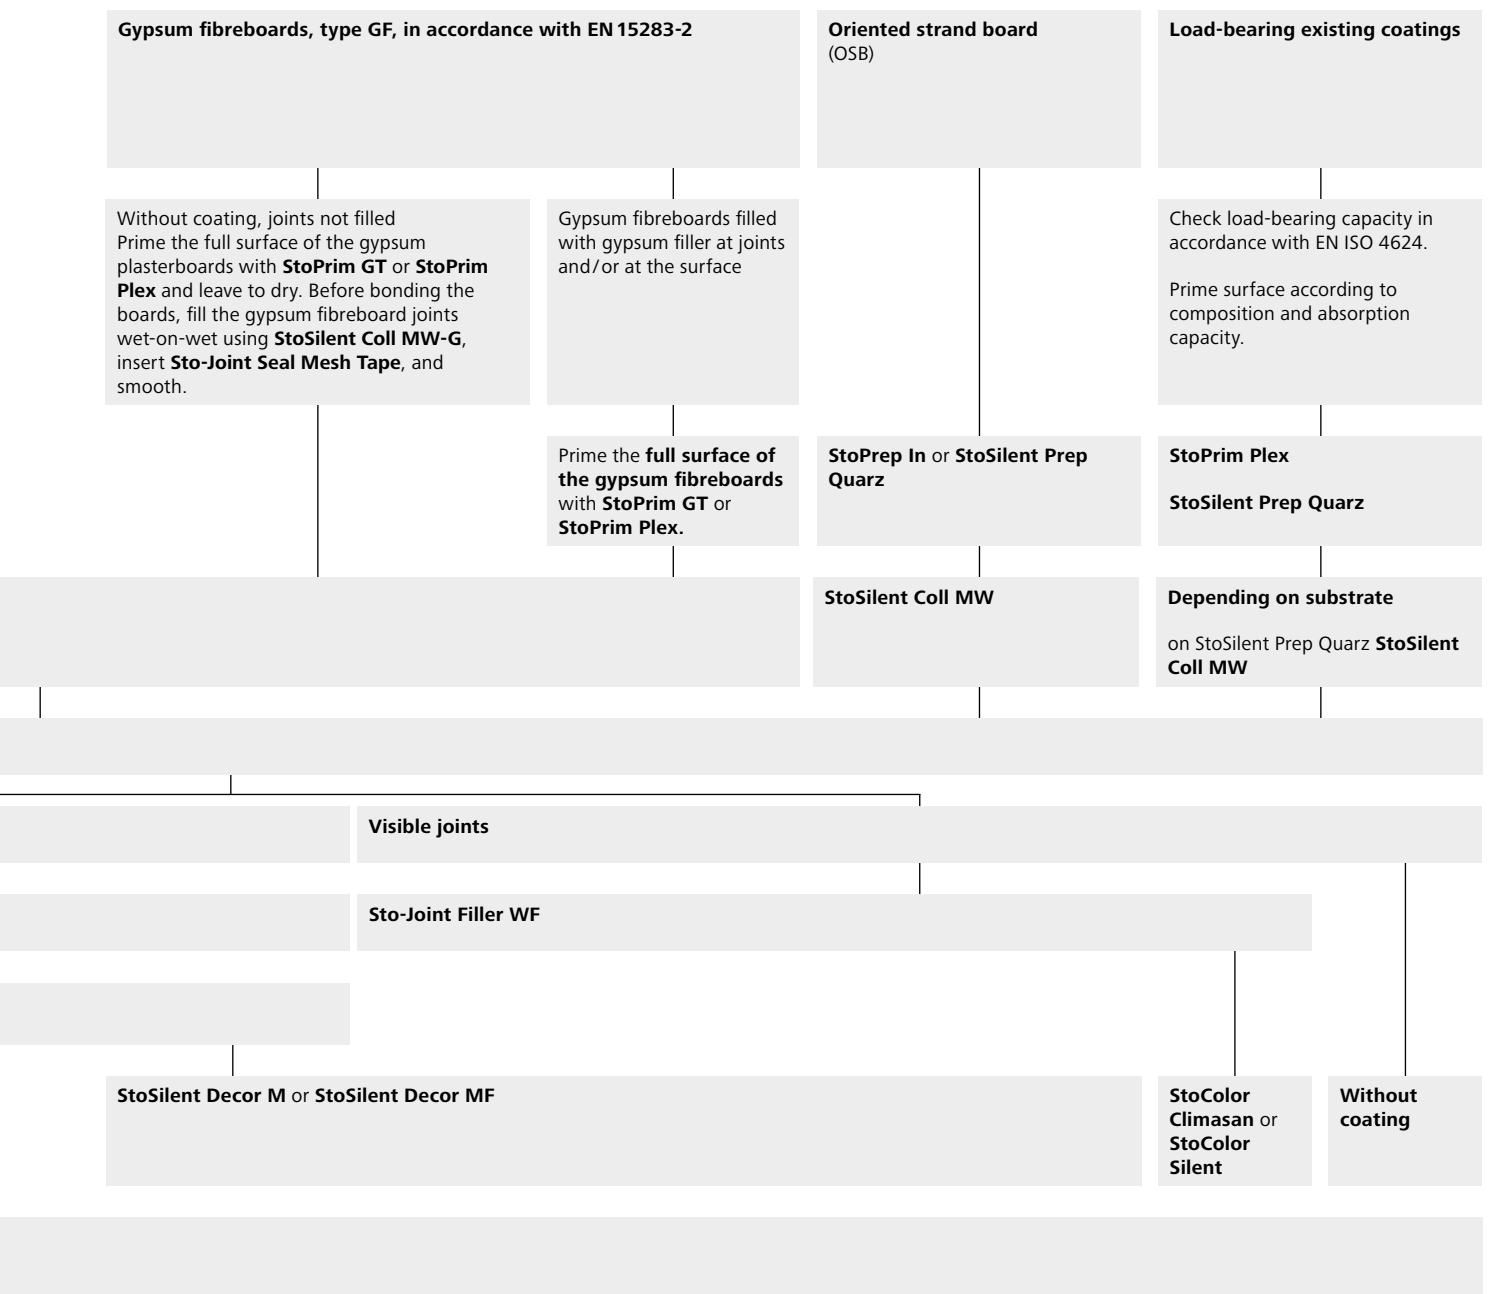 Gypsum fibreboards, type GF, in accordance with EN 15283-2
Oriented strand board
(OSB)
Load-bearing existing coatings
Without coating, joints not filled
Prime the full surface of the gypsum
plasterboards with StoPrim GT or StoPrim
Plex and leave to dry. Before bonding the
boards, fill the gypsum fibreboard joints
wet-on-wet using StoSilent Coll MW-G,
insert Sto-Joint Seal Mesh Tape, and
smooth.
Gypsum fibreboards filled
with gypsum filler at joints
and/or at the surface
Check load-bearing capacity in
accordance with EN ISO 4624.
Prime surface according to
composition and absorption
capacity.
Prime the full surface of
the gypsum fibreboards
with StoPrim GT or
StoPrim Plex.
StoPrep In or StoSilent Prep
Quarz
StoPrim Plex
StoSilent Prep Quarz
StoSilent Coll MW
Depending on substrate
on StoSilent Prep Quarz StoSilent
Coll MW
Visible joints
Sto-Joint Filler WF
StoSilent Decor M or StoSilent Decor MF
StoColor
Climasan or
StoColor
Silent
Without
coating